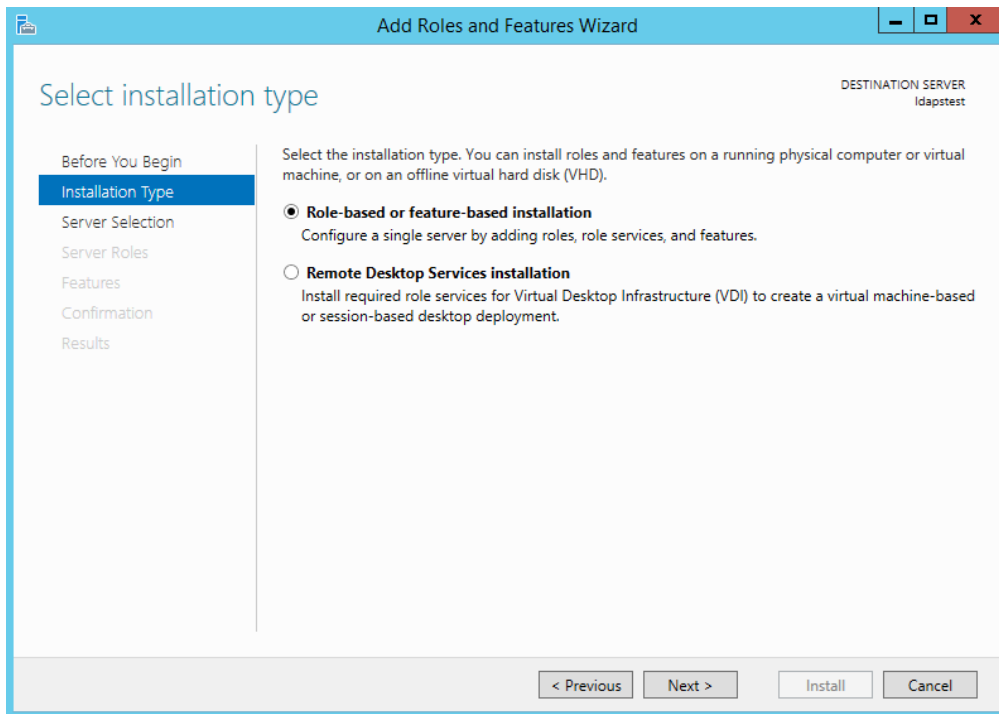 Add Roles and Features Wizard
Select installation type
DESTINATION SERVER
ldapstest
Before You Begin
Installation Type
Server Selection
Server Roles
Features
Confirmation
Results
Select the installation type. You can install roles and features on a running physical computer or virtual
machine, or on an offline virtual hard disk (VHD).
Role-based or feature-based installation
Configure a single server by adding roles, role services, and features.
Remote Desktop Services installation
Install required role services for Virtual Desktop Infrastructure (VDI) to create a virtual machine-based
or session-based desktop deployment.
< Previous
Next >
Install
Cancel